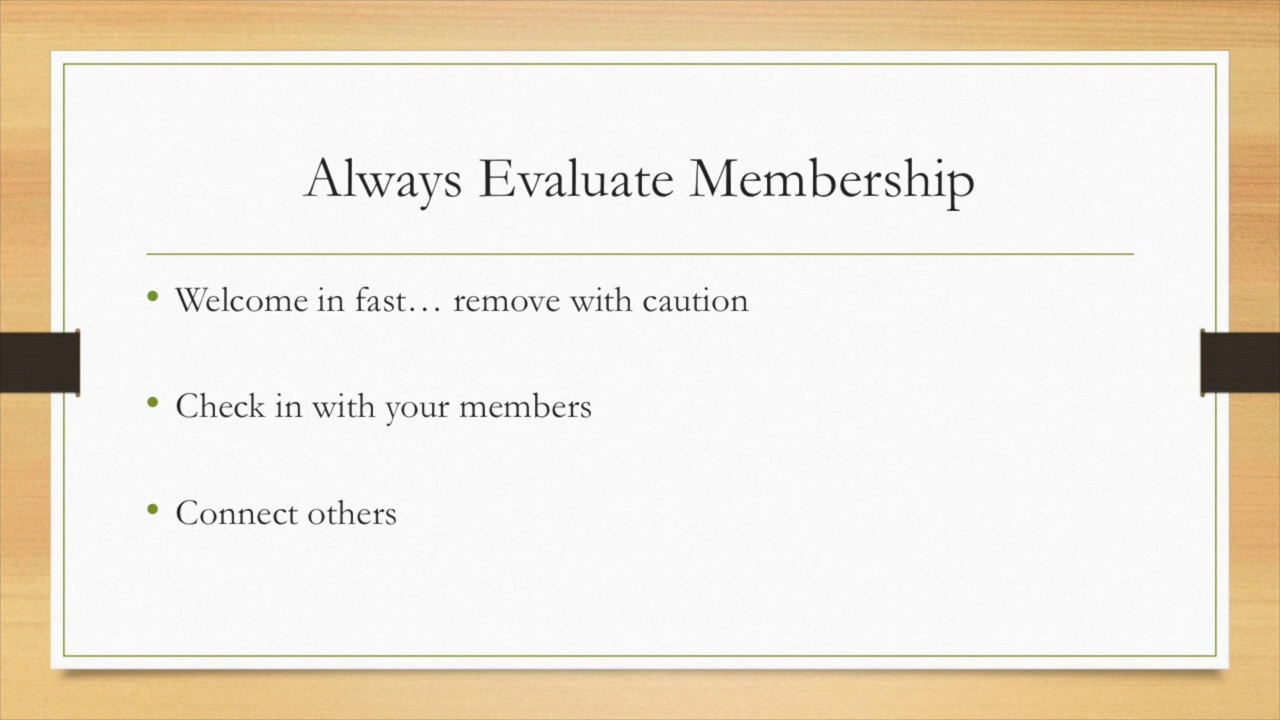 Always Evaluate Membership
• Welcome in fast… remove with caution
• Check in with your members
• Connect others